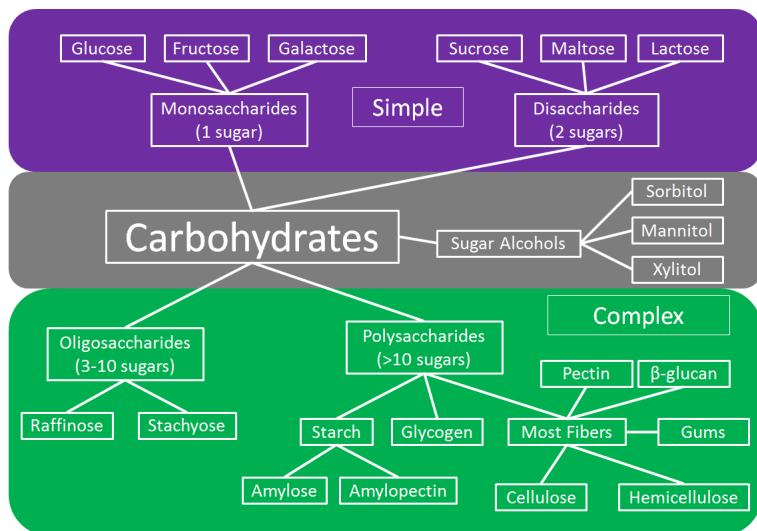 Glucose
Fructose
Galactose
Sucrose
Maltose
Lactose
Monosaccharides
(1 sugar)
Simple
Disaccharides
(2 sugars)
Carbohydrates
Sugar Alcohols
Sorbitol
Mannitol
Xylitol
Complex
Oligosaccharides
(3-10 sugars)
Polysaccharides
(>10 sugars)
Pectin
β-glucan
Raffinose
Stachyose
Starch
Glycogen
Most Fibers
Gums
Amylose
Amylopectin
Cellulose
Hemicellulose